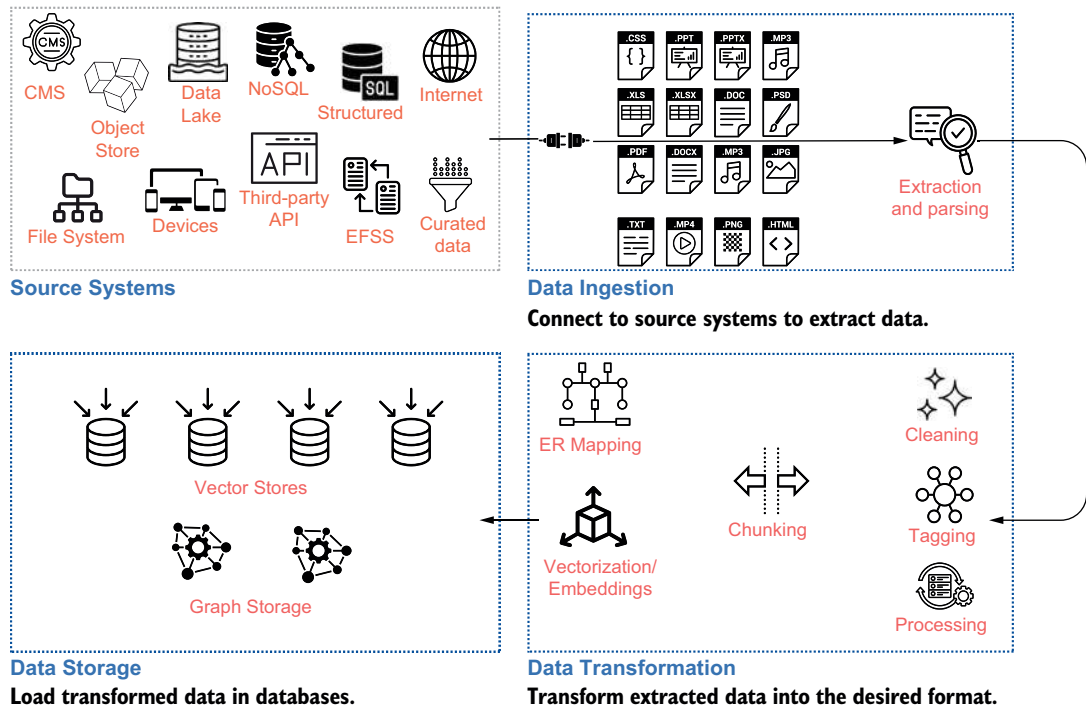 CMS
CMS
Object
Store
Data
Lake
NoSQL
SQL
Structured
Internet
File System
Devices
API
Third-party
API
EFSS
Curated
data
Source Systems
.CSS
.PPT
.PPTX
.MP3
.XLS
.XLSX
.DOC
.PSD
.PDF
.DOCX
.MP3
.JPG
.TXT
.MP4
.PNG
.HTML
Extraction
and parsing
Data Ingestion
Connect to source systems to extract data.
Vector Stores
Graph Storage
Data Storage
Load transformed data in databases.
ER Mapping
Vectorization/
Embeddings
Chunking
Cleaning
Tagging
Processing
Data Transformation
Transform extracted data into the desired format.